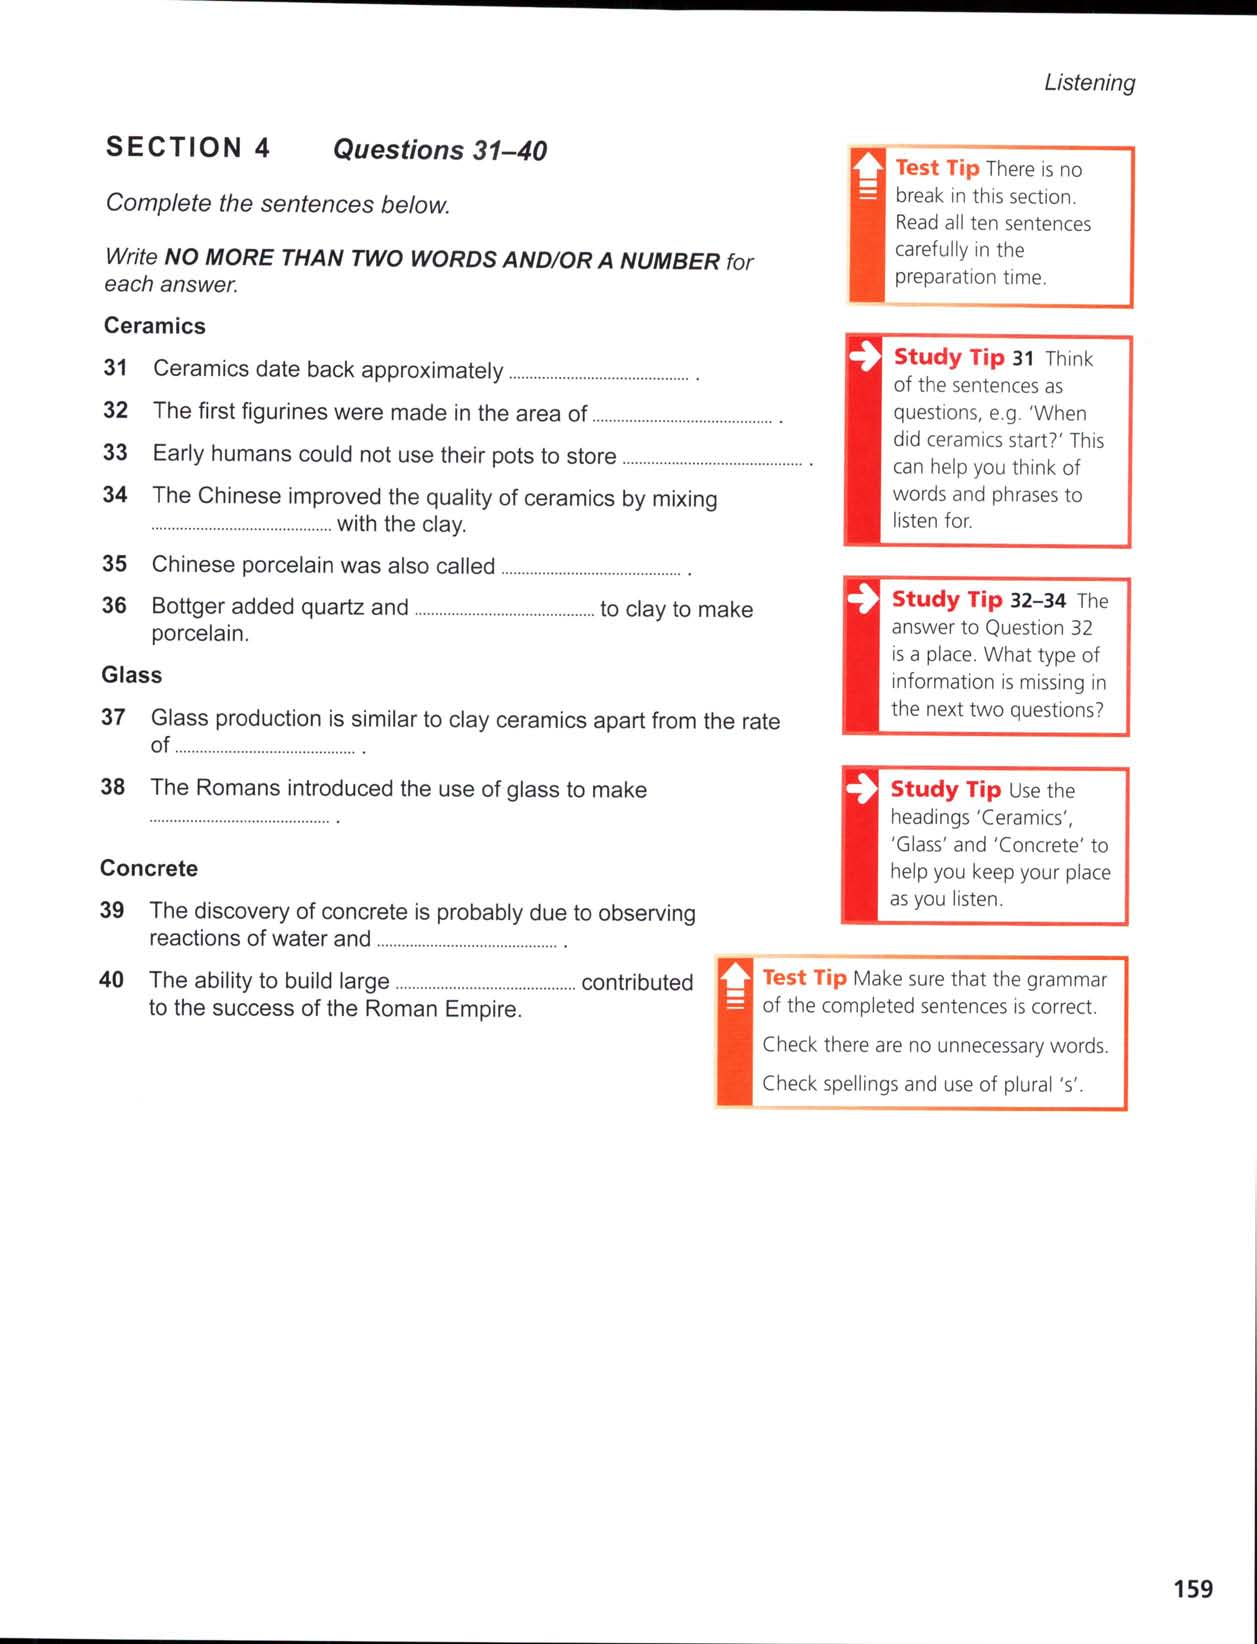 Listening
SECTION 4 Questions 31–40
Complete the sentences below.
Write NO MORE THAN TWO WORDS AND/OR A NUMBER for
each answer.
Ceramics
31 Ceramics date back approximately ............................................ .
32 The first figurines were made in the area of ............................................ .
33 Early humans could not use their pots to store ............................................ .
34 The Chinese improved the quality of ceramics by mixing
............................................ with the clay.
35 Chinese porcelain was also called ............................................ .
36 Bottger added quartz and ............................................ to clay to make
porcelain.
Glass
37 Glass production is similar to clay ceramics apart from the rate
of ............................................ .
38 The Romans introduced the use of glass to make
............................................ .
Concrete
39 The discovery of concrete is probably due to observing
reactions of water and ............................................ .
40 The ability to build large ............................................ contributed
to the success of the Roman Empire.
Test Tip There is no
break in this section.
Read all ten sentences
carefully in the
preparation time.
Study Tip 31 Think
of the sentences as
questions, e.g. 'When
did ceramics start?' This
can help you think of
words and phrases to
listen for.
Study Tip 32–34 The
answer to Question 32
is a place. What type of
information is missing in
the next two questions?
Study Tip Use the
headings 'Ceramics',
'Glass' and 'Concrete' to
help you keep your place
as you listen.
Test Tip Make sure that the grammar
of the completed sentences is correct.
Check there are no unnecessary words.
Check spellings and use of plural 's'.
159